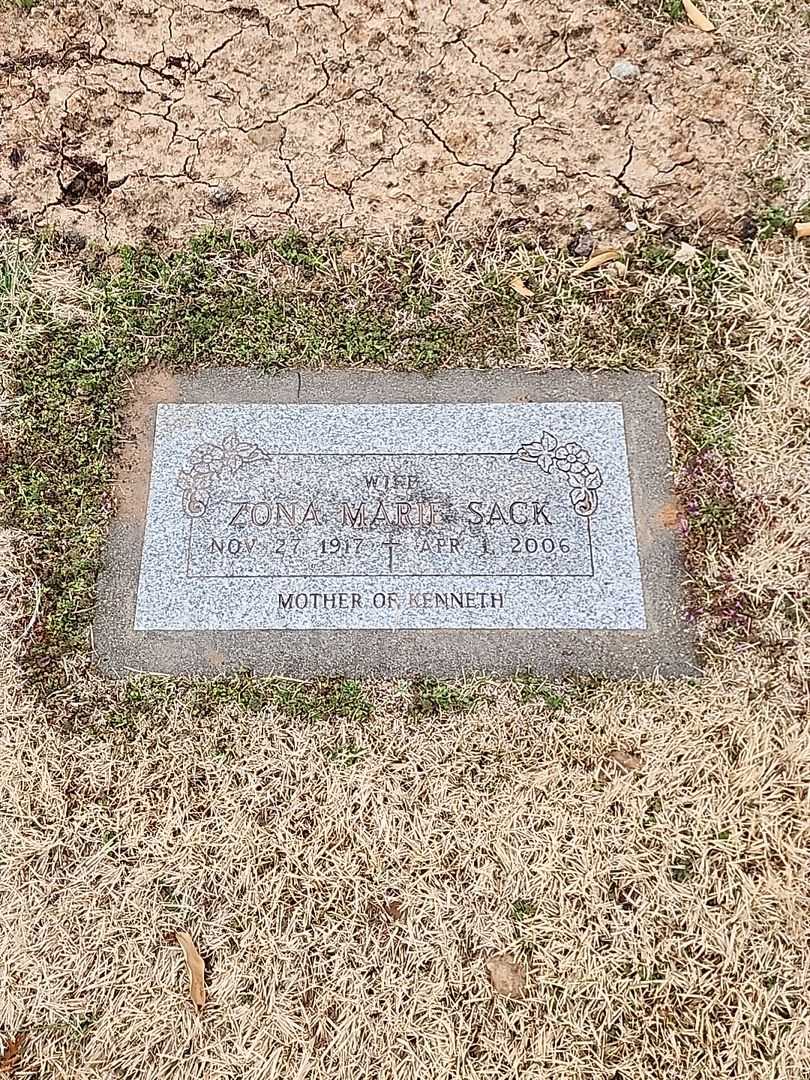 WIFE
ZONA MARIE SACK
NOV. 27, 1917 APR. 1, 2006
MOTHER OF KENNETH